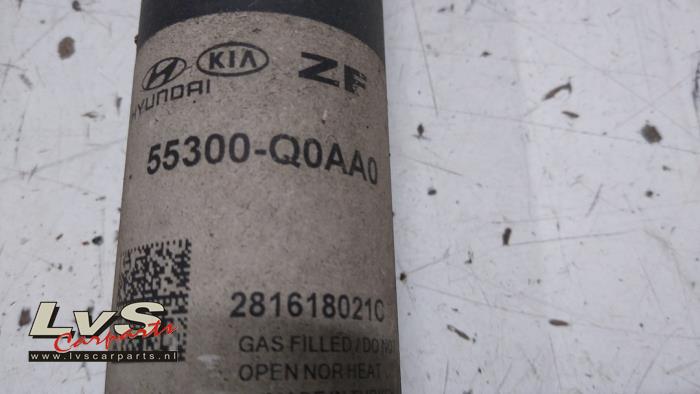 HYUNDAI KIA ZF
55300-Q0AA0
281618021C
GAS FILLED/DO NOT
OPEN NOR HEAT
LvS
Carparts
www.lvscarparts.nl